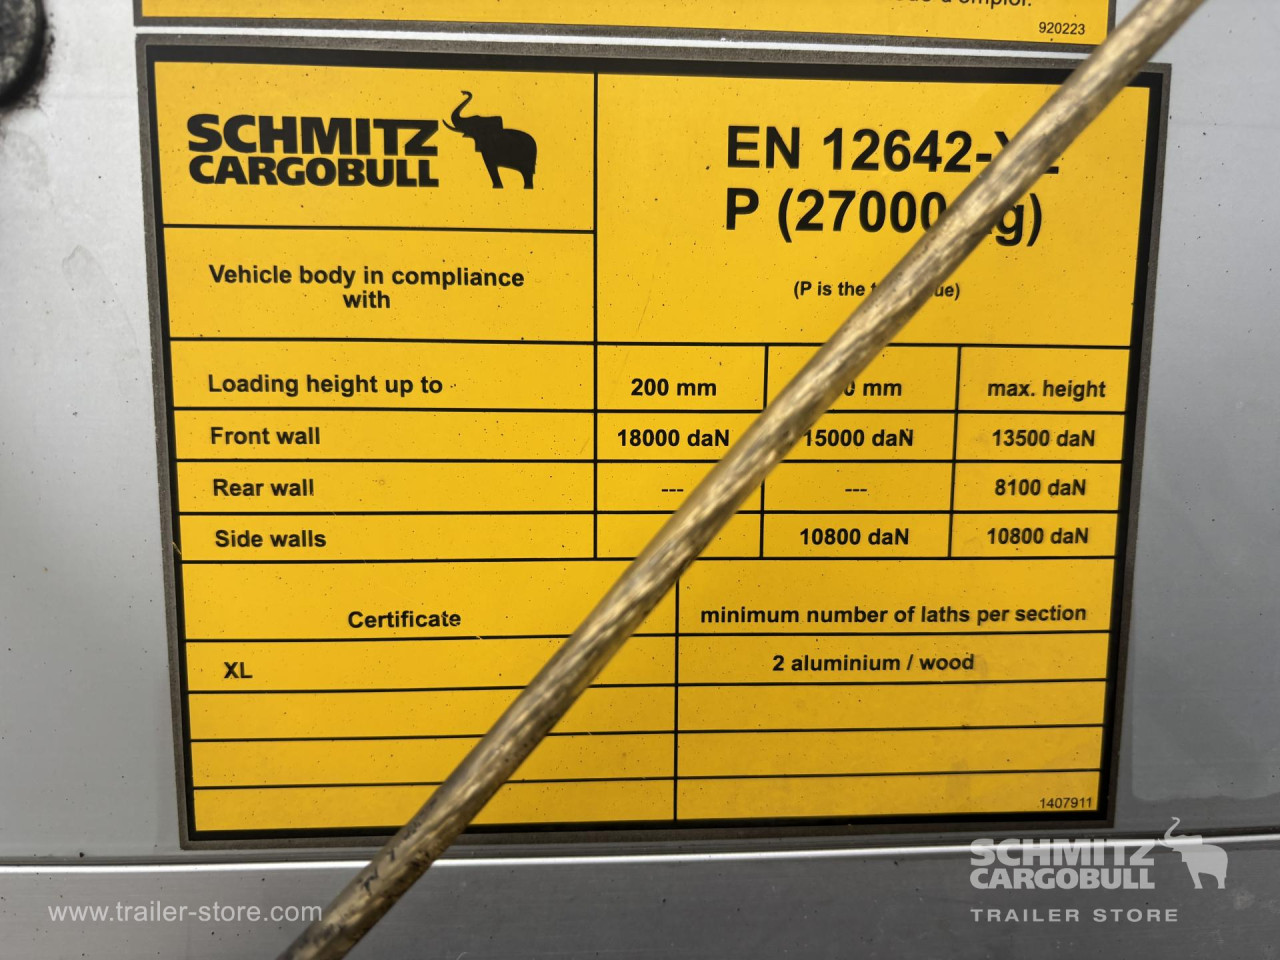 920223
SCHMITZ
CARGOBULL
EN 12642-
P (27000
Vehicle body in compliance
with
(P is the
Loading height up to 200 mm mm max. height
Front wall 18000 daN 15000 daN 13500 daN
Rear wall --- --- 8100 daN
Side walls 10800 daN 10800 daN
Certificate minimum number of laths per section
XL 2 aluminium / wood
1407911
SCHMITZ
CARGOBULL
TRAILER STORE
www.trailer-store.com